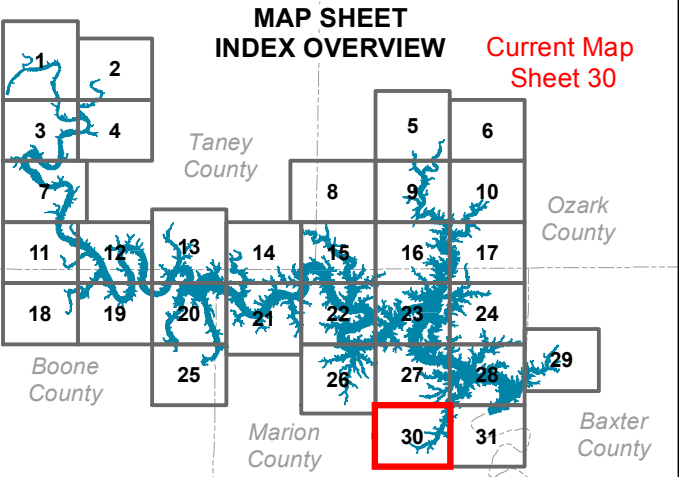 MAP SHEET
INDEX OVERVIEW
Current Map
Sheet 30
1
2
3
4
5
6
Taney
County
7
8
9
10
Ozark
County
11
12
13
14
15
16
17
18
19
20
21
22
23
24
25
26
27
28
29
Boone
County
Marion
County
30
31
Baxter
County